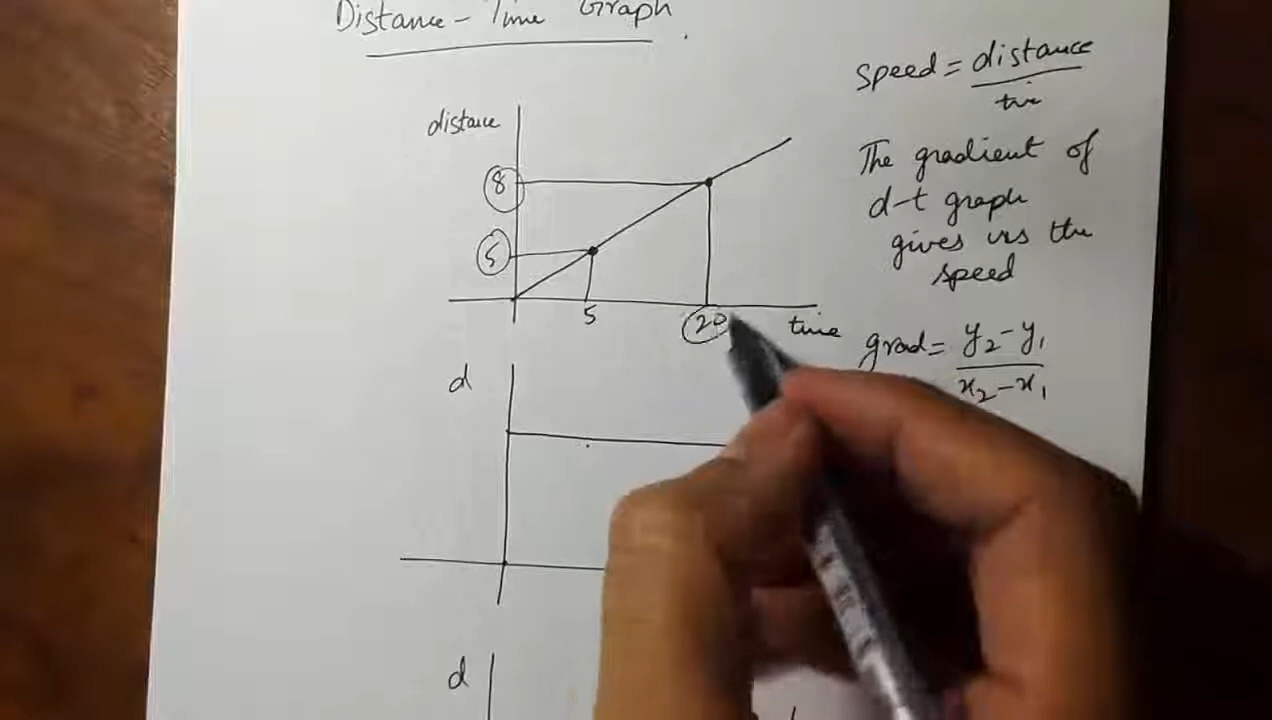 Distance - Time Graph
distance
8
5
5
20
time
speed = distance
The gradient of
d-t graph
gives us the
speed
grad = y₂ - y₁
x₂ - x₁
d
d